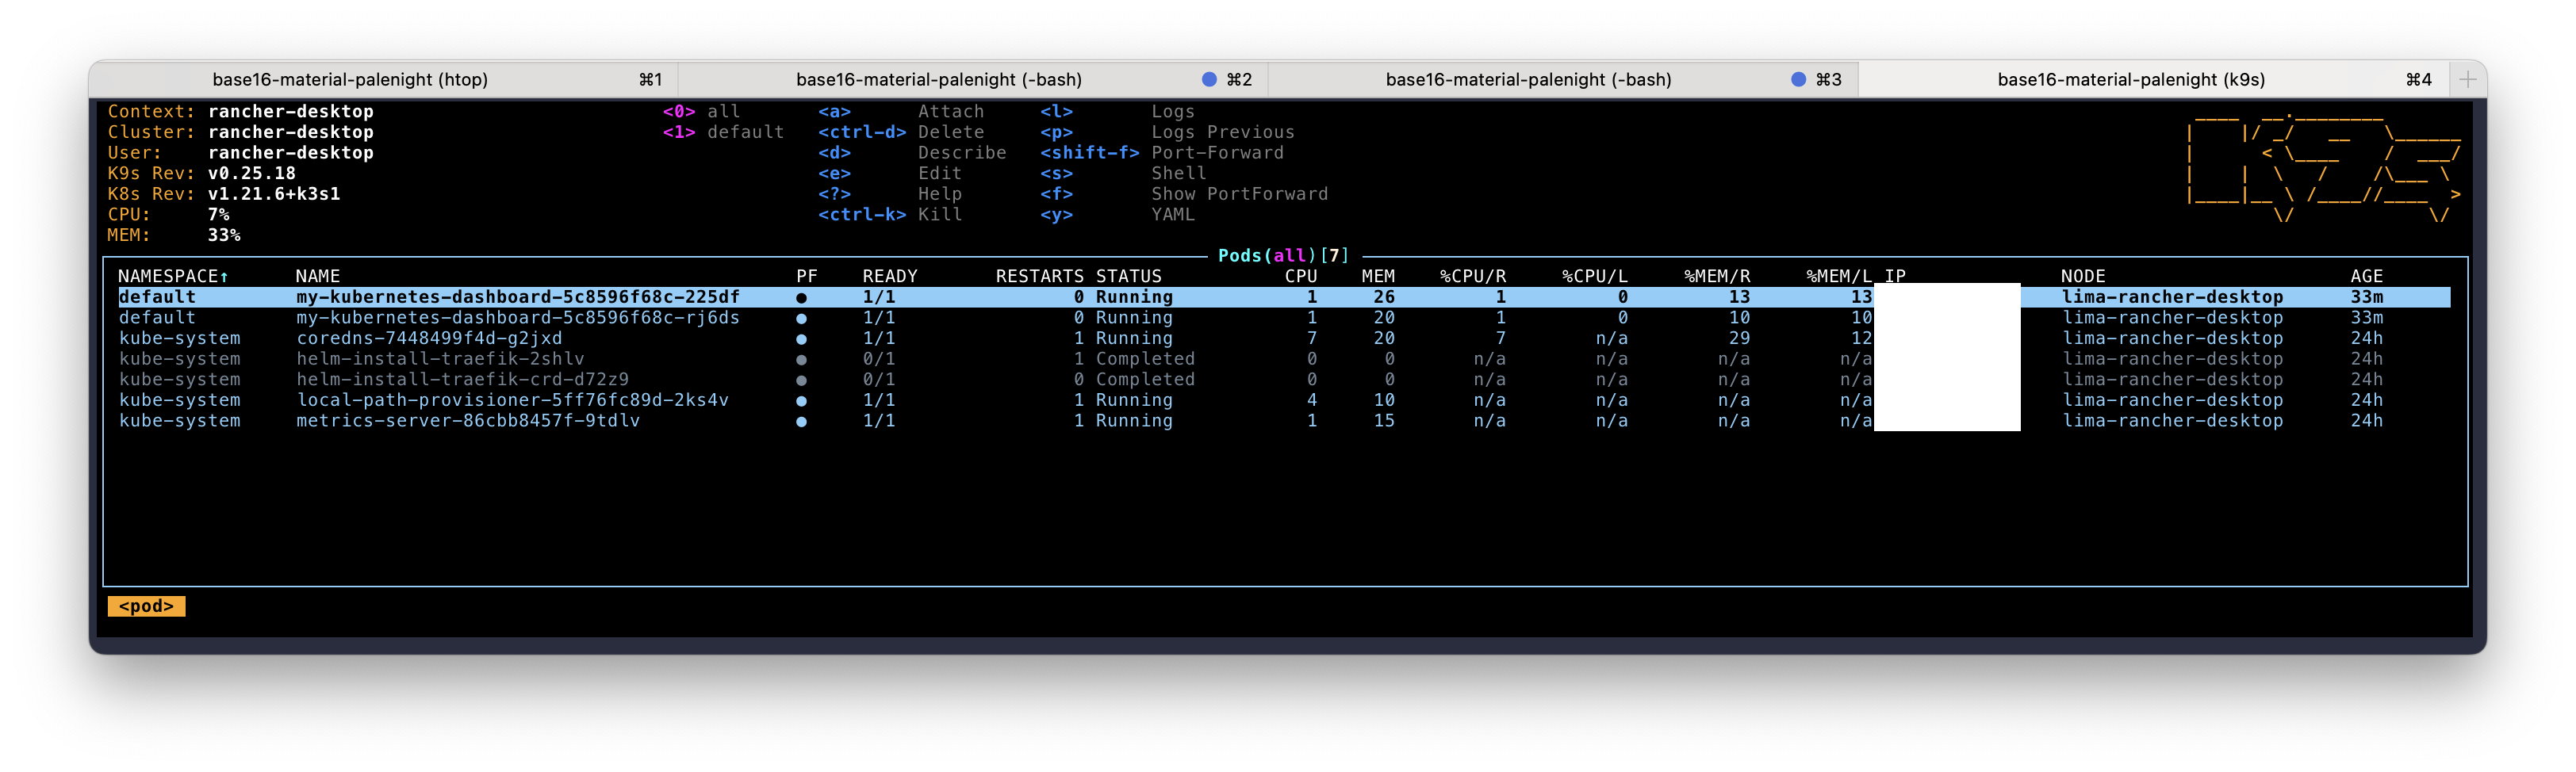 base16-material-palenight (htop) ⌘1 base16-material-palenight (-bash) ⌘2 base16-material-palenight (-bash) ⌘3 base16-material-palenight (k9s) ⌘4 +
Context: rancher-desktop <0> all <a> Attach <l> Logs
Cluster: rancher-desktop <1> default <ctrl-d> Delete <p> Logs Previous
User: rancher-desktop <d> Describe <shift-f> Port-Forward
K9s Rev: v0.25.18 <e> Edit <s> Shell
K8s Rev: v1.21.6+k3s1 <?> Help <f> Show PortForward
CPU: 7% <ctrl-k> Kill <y> YAML
MEM: 33%
Pods(all)[7]
NAMESPACE↑ NAME PF READY RESTARTS STATUS CPU MEM %CPU/R %CPU/L %MEM/R %MEM/L IP NODE AGE
default my-kubernetes-dashboard-5c8596f68c-225df ● 1/1 0 Running 1 26 1 0 13 13 lima-rancher-desktop 33m
default my-kubernetes-dashboard-5c8596f68c-rj6ds ● 1/1 0 Running 1 20 1 0 10 10 lima-rancher-desktop 33m
kube-system coredns-7448499f4d-g2jxd ● 1/1 1 Running 7 20 7 n/a 29 12 lima-rancher-desktop 24h
kube-system helm-install-traefik-2shlv ● 0/1 1 Completed 0 0 n/a n/a n/a n/a lima-rancher-desktop 24h
kube-system helm-install-traefik-crd-d72z9 ● 0/1 0 Completed 0 0 n/a n/a n/a n/a lima-rancher-desktop 24h
kube-system local-path-provisioner-5ff76fc89d-2ks4v ● 1/1 1 Running 4 10 n/a n/a n/a n/a lima-rancher-desktop 24h
kube-system metrics-server-86cbb8457f-9tdlv ● 1/1 1 Running 1 15 n/a n/a n/a n/a lima-rancher-desktop 24h
<pod>